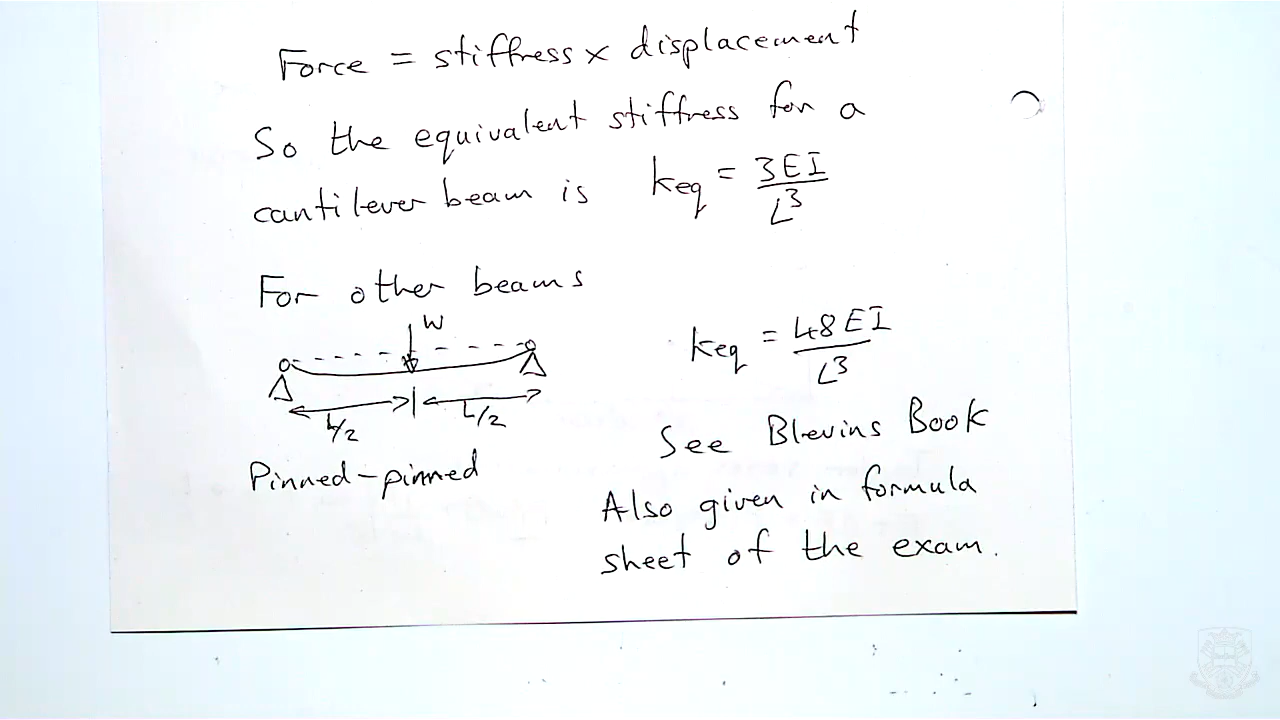 Force = stiffness x displacement
So the equivalent stiffness for a
cantilever beam is keq = 3EI/L³
For other beams
W
keq = 48EI/L³
L/2 L/2
Pinned-pinned
See Blevins Book
Also given in formula
sheet of the exam.